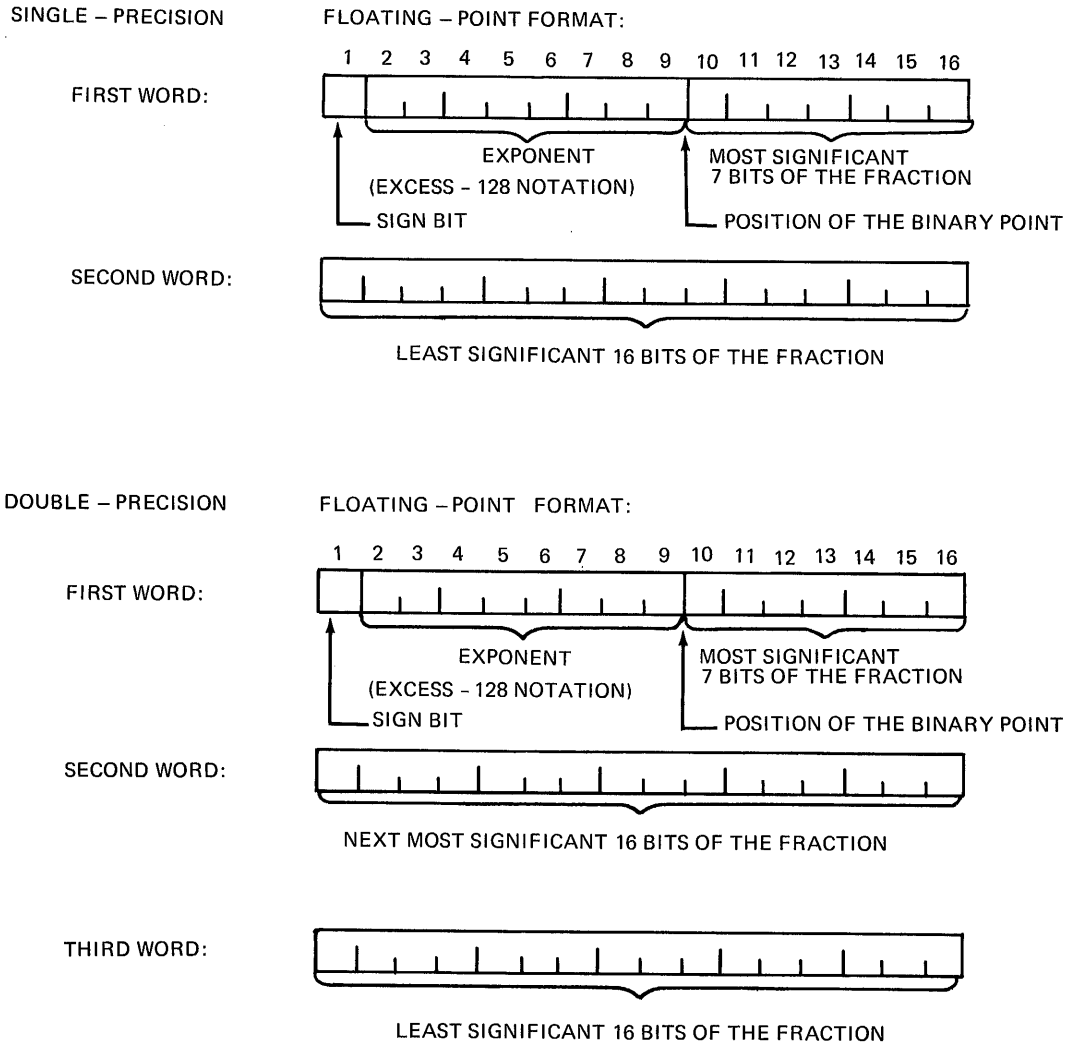 SINGLE – PRECISION FLOATING – POINT FORMAT:
1 2 3 4 5 6 7 8 9 10 11 12 13 14 15 16
FIRST WORD:
EXPONENT
(EXCESS – 128 NOTATION)
SIGN BIT
MOST SIGNIFICANT
7 BITS OF THE FRACTION
POSITION OF THE BINARY POINT
SECOND WORD:
LEAST SIGNIFICANT 16 BITS OF THE FRACTION
DOUBLE – PRECISION FLOATING – POINT FORMAT:
1 2 3 4 5 6 7 8 9 10 11 12 13 14 15 16
FIRST WORD:
EXPONENT
(EXCESS – 128 NOTATION)
SIGN BIT
MOST SIGNIFICANT
7 BITS OF THE FRACTION
POSITION OF THE BINARY POINT
SECOND WORD:
NEXT MOST SIGNIFICANT 16 BITS OF THE FRACTION
THIRD WORD:
LEAST SIGNIFICANT 16 BITS OF THE FRACTION